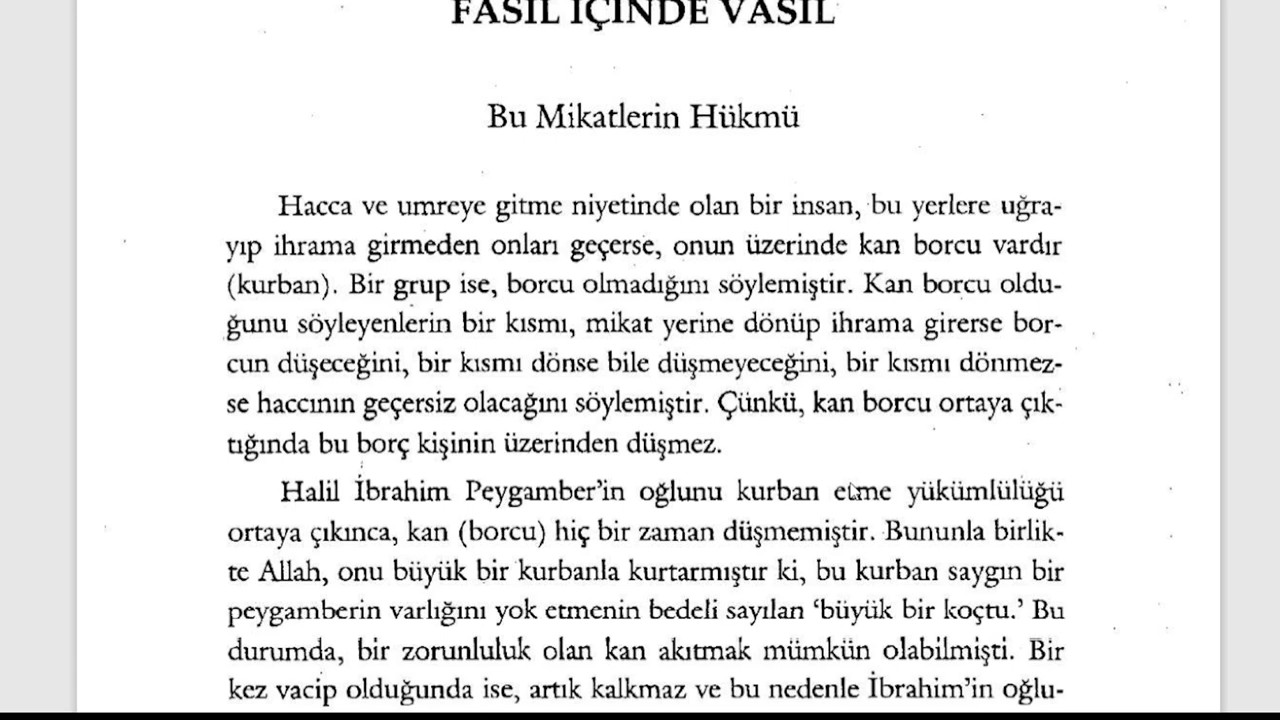 FASIL İÇİNDE VASIL
Bu Mikatlerin Hükmü
Hacca ve umreye gitme niyetinde olan bir insan, bu yerlere uğra-
yıp ihrama girmeden onları geçerse, onun üzerinde kan borcu vardır
(kurban). Bir grup ise, borcu olmadığını söylemiştir. Kan borcu oldu-
ğunu söyleyenlerin bir kısmı, mikat yerine dönüp ihrama girerse bor-
cun düşeceğini, bir kısmı dönse bile düşmeyeceğini, bir kısmı dönmez-
se haccının geçersiz olacağını söylemiştir. Çünkü, kan borcu ortaya çık-
tığında bu borç kişinin üzerinden düşmez.
Halil İbrahim Peygamber'in oğlunu kurban etme yükümlülüğü
ortaya çıkınca, kan (borcu) hiç bir zaman düşmemiştir. Bununla birlik-
te Allah, onu büyük bir kurbanla kurtarmıştır ki, bu kurban saygın bir
peygamberin varlığını yok etmenin bedeli sayılan 'büyük bir koçtu.' Bu
durumda, bir zorunluluk olan kan akıtmak mümkün olabilmişti. Bir
kez vacip olduğunda ise, artık kalkmaz ve bu nedenle İbrahim'in oğlu-